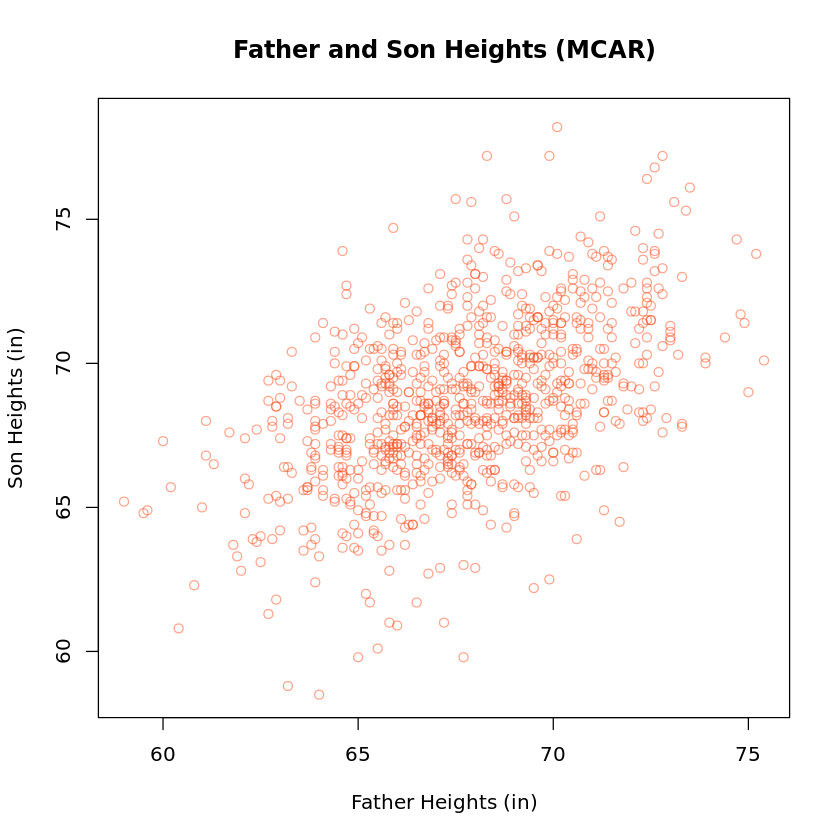 Father and Son Heights (MCAR)
Son Heights (in)
75
70
65
60
60 65 70 75
Father Heights (in)